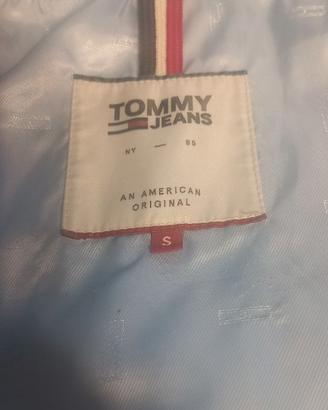 TOMMY
JEANS
NY — 85
AN AMERICAN
ORIGINAL
S